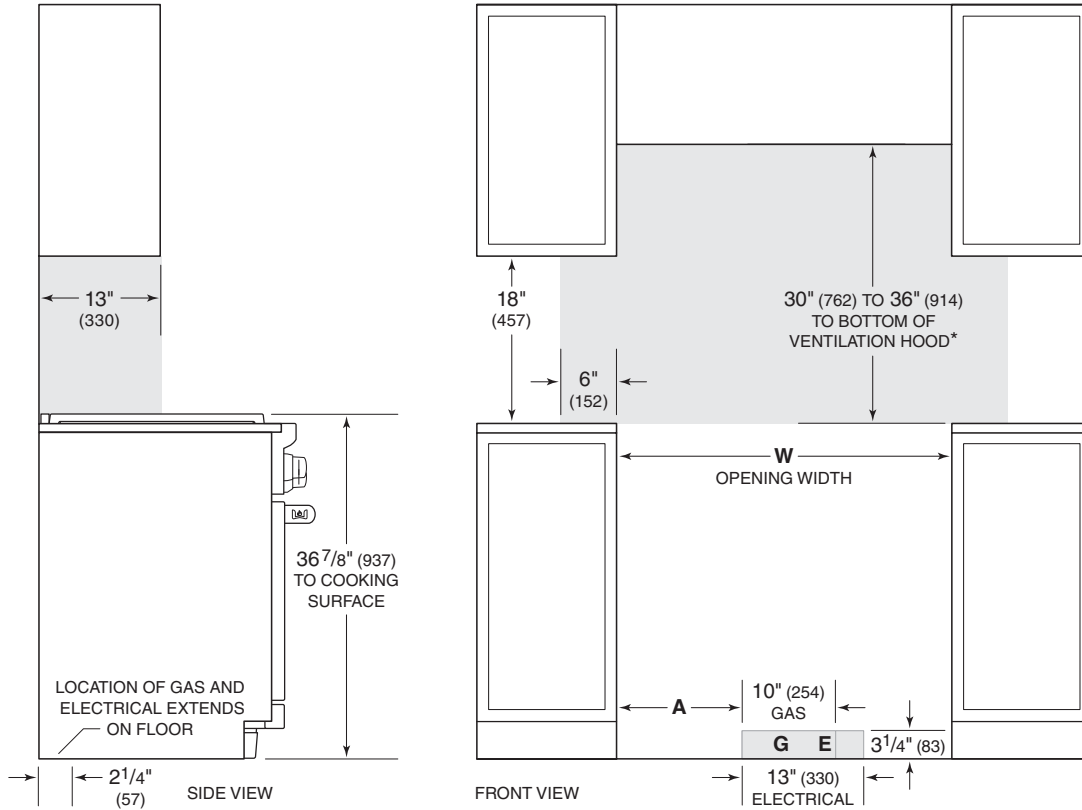 13"
(330)
36 7/8" (937)
TO COOKING
SURFACE
LOCATION OF GAS AND
ELECTRICAL EXTENDS
ON FLOOR
2 1/4"
(57)
SIDE VIEW
18"
(457)
30" (762) TO 36" (914)
TO BOTTOM OF
VENTILATION HOOD*
6"
(152)
W
OPENING WIDTH
A
10" (254)
GAS
G E
3 1/4" (83)
13" (330)
ELECTRICAL
FRONT VIEW